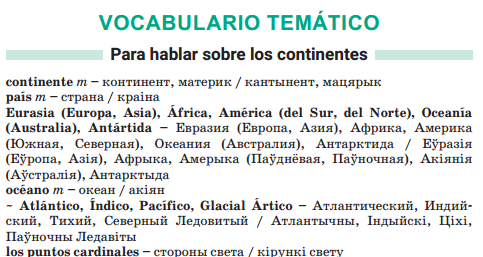 VOCABULARIO TEMÁTICO
Para hablar sobre los continentes
continente m – континент, материк / кантынент, мацярык
país m – страна / краіна
Eurasia (Europa, Asia), África, América (del Sur, del Norte), Oceanía
(Australia), Antártida – Евразия (Европа, Азия), Африка, Америка
(Южная, Северная), Океания (Австралия), Антарктида / Еўразія
(Еўропа, Азія), Афрыка, Амерыка (Паўднёвая, Паўночная), Акіянія
(Аўстралія), Антарктыда
océano m – океан / акіян
~ Atlántico, Índico, Pacífico, Glacial Ártico – Атлантический, Индий-
ский, Тихий, Северный Ледовитый / Атлантычны, Індыйскі, Ціхі,
Паўночны Ледавіты
los puntos cardinales – стороны света / кірункі свету